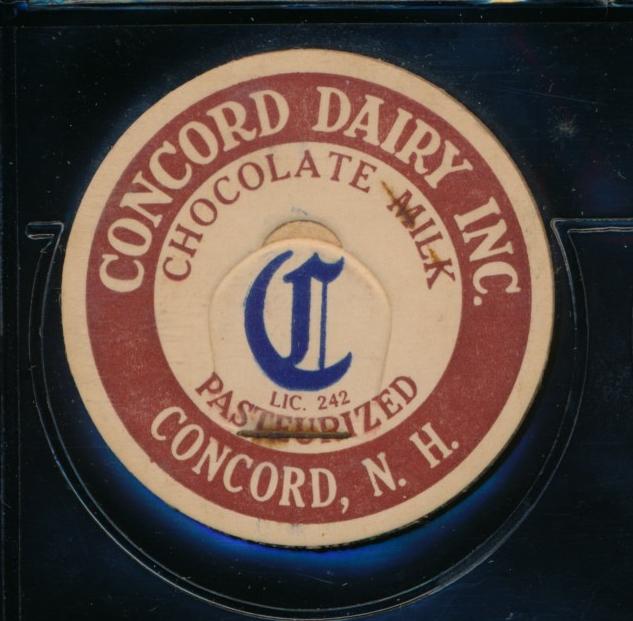 CONCORD DAIRY INC.
CHOCOLATE MILK
C
LIC. 242
PASTEURIZED
CONCORD, N. H.